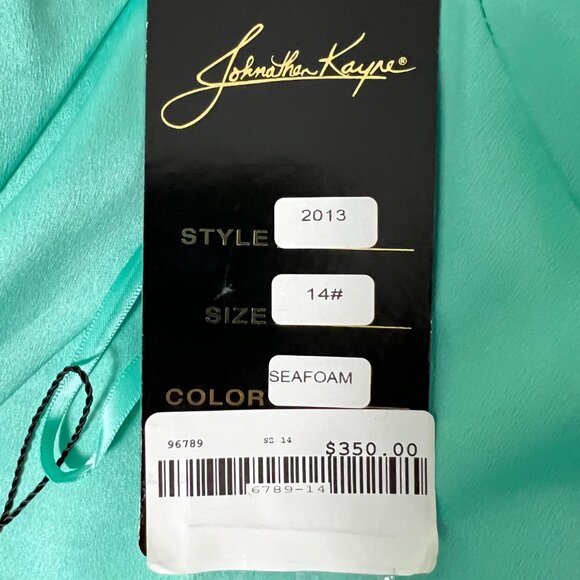 Johnathan Kayne®
STYLE 2013
SIZE 14#
COLOR SEAFOAM
96789 SZ 14 $350.00
6789-14